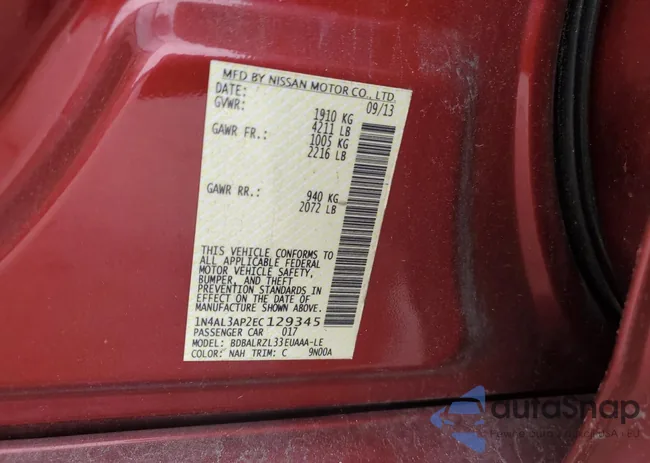 MFD BY NISSAN MOTOR CO., LTD.
DATE: 09/13
GVWR: 1910 KG
4211 LB
GAWR FR.: 1005 KG
2216 LB
GAWR RR.: 940 KG
2072 LB
THIS VEHICLE CONFORMS TO
ALL APPLICABLE FEDERAL
MOTOR VEHICLE SAFETY,
BUMPER, AND THEFT
PREVENTION STANDARDS IN
EFFECT ON THE DATE OF
MANUFACTURE SHOWN ABOVE.
1N4AL3AP2EC129345
PASSENGER CAR 017
MODEL: BDBALRZL33EUAAA-LE
COLOR: NAH TRIM: C 9N00A
autoSnap